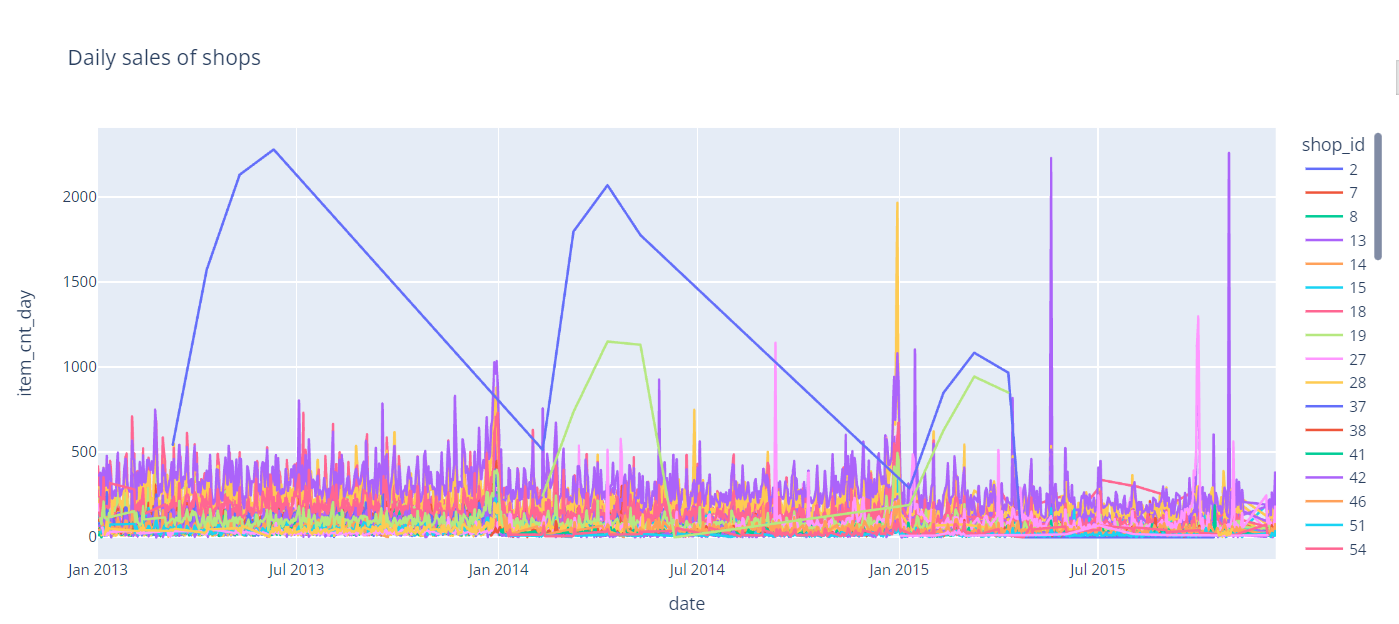 Daily sales of shops
item_cnt_day
2000
1500
1000
500
0
Jan 2013
Jul 2013
Jan 2014
Jul 2014
Jan 2015
Jul 2015
date
shop_id
2
7
8
13
14
15
18
19
27
28
37
38
41
42
46
51
54